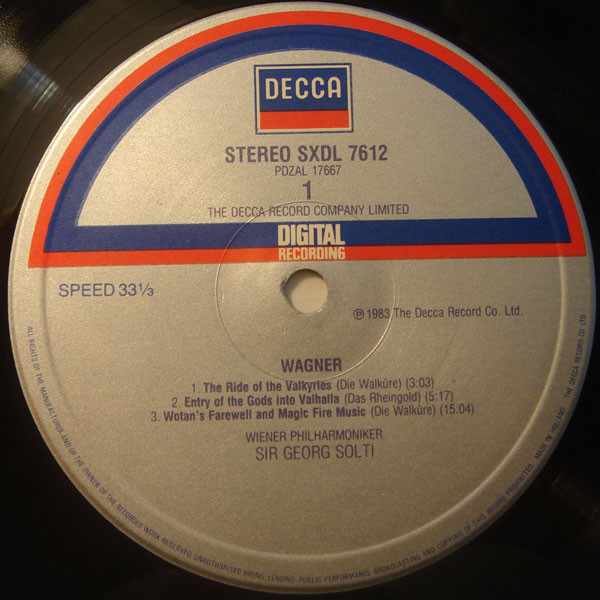 DECCA
STEREO SXDL 7612
PDZAL 17667
1
THE DECCA RECORD COMPANY LIMITED
DIGITAL
RECORDING
SPEED 33⅓
℗ 1983 The Decca Record Co. Ltd.
WAGNER
1. The Ride of the Valkyries (Die Walküre) (3:03)
2. Entry of the Gods into Valhalla (Das Rheingold) (5:17)
3. Wotan's Farewell and Magic Fire Music (Die Walküre) (15:04)
WIENER PHILHARMONIKER
SIR GEORG SOLTI
ALL RIGHTS OF THE MANUFACTURER AND OF THE OWNER OF THE RECORDED WORK RESERVED. UNAUTHORISED HIRING, LENDING, PUBLIC PERFORMANCE, BROADCASTING AND COPYING OF THIS RECORD PROHIBITED. MADE IN HOLLAND. THE DECCA RECORD CO. LTD.